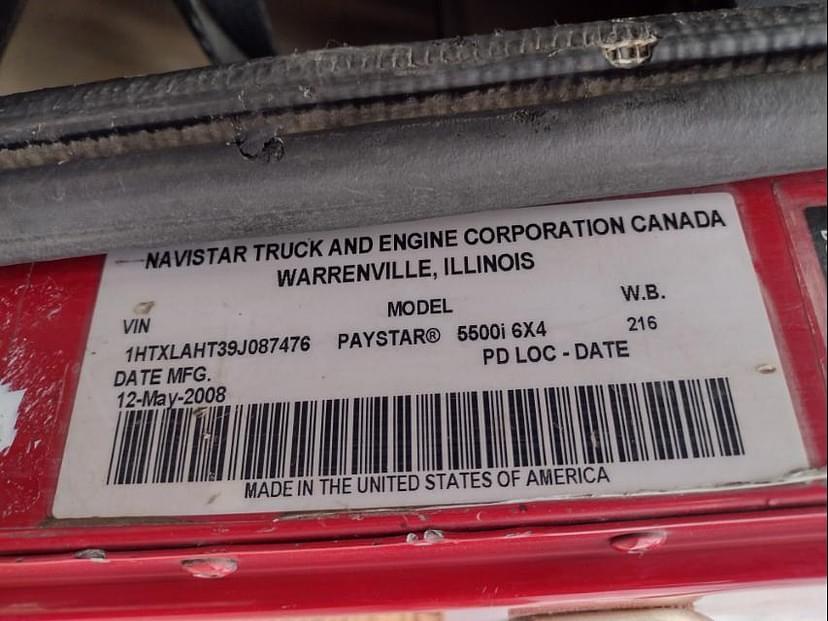 NAVISTAR TRUCK AND ENGINE CORPORATION CANADA
WARRENVILLE, ILLINOIS
VIN MODEL W.B.
1HTXLAHT39J087476 PAYSTAR® 5500i 6X4 216
DATE MFG. PD LOC - DATE
12-May-2008
MADE IN THE UNITED STATES OF AMERICA